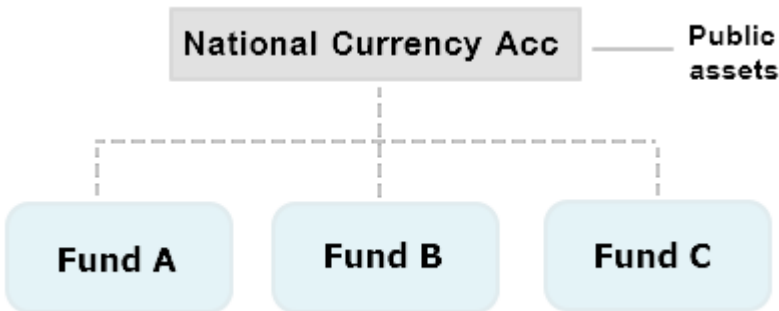 National Currency Acc
Public
assets
Fund A
Fund B
Fund C